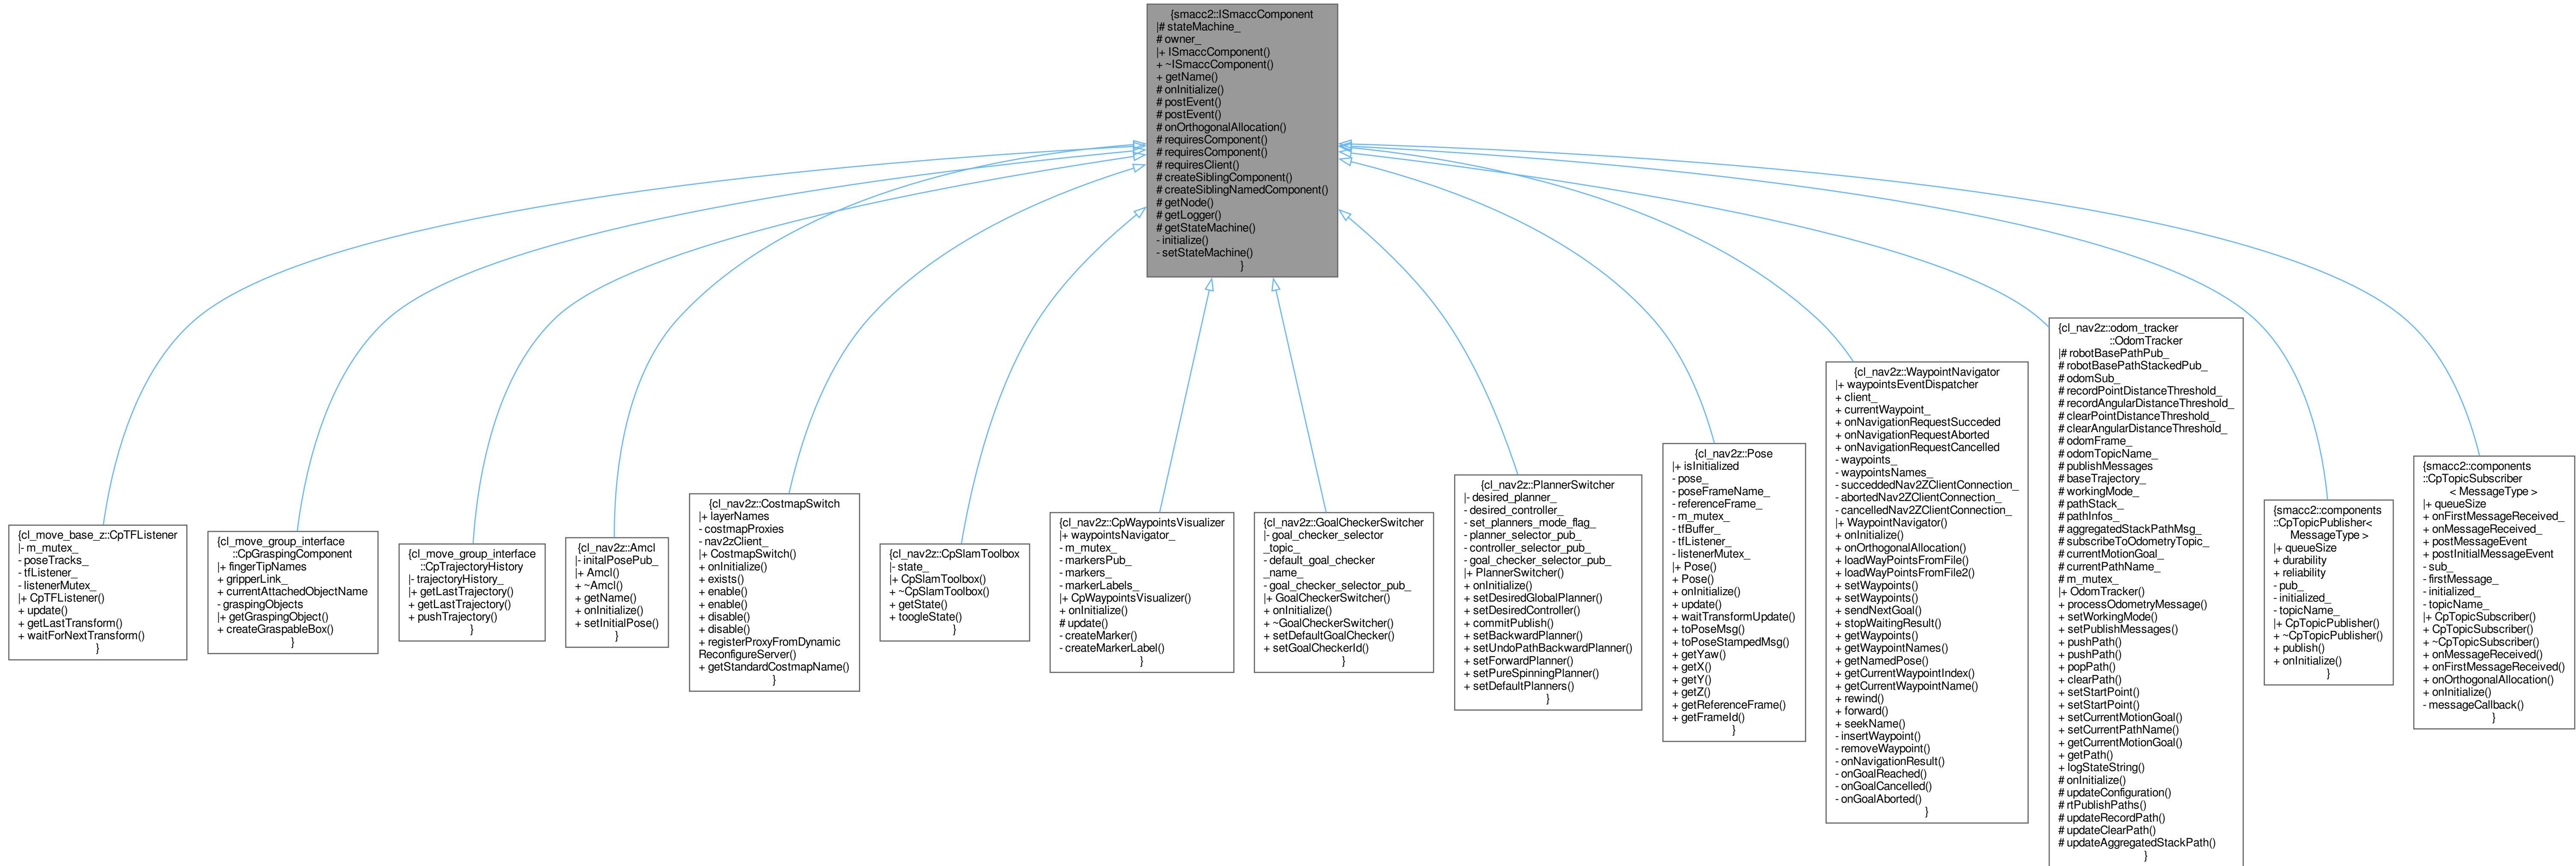 {smacc2::ISmaccComponent
|# stateMachine_
# owner_
|+ ISmaccComponent()
+ ~ISmaccComponent()
+ getName()
# onInitialize()
# postEvent()
# postEvent()
# onOrthogonalAllocation()
# requiresComponent()
# requiresComponent()
# requiresClient()
# createSiblingComponent()
# createSiblingNamedComponent()
# getNode()
# getLogger()
# getStateMachine()
- initialize()
- setStateMachine()
}
{cl_move_base_z::CpTFListener
|- m_mutex_
- poseTracks_
- tfListener_
- listenerMutex_
|+ CpTFListener()
+ update()
+ getLastTransform()
+ waitForNextTransform()
}
{cl_move_group_interface
::CpGraspingComponent
|+ fingerTipNames
+ gripperLink_
+ currentAttachedObjectName
- graspingObjects
|+ getGraspingObject()
+ createGraspableBox()
}
{cl_move_group_interface
::CpTrajectoryHistory
|- trajectoryHistory_
|+ getLastTrajectory()
+ getLastTrajectory()
+ pushTrajectory()
}
{cl_nav2z::Amcl
|- initalPosePub_
|+ Amcl()
+ ~Amcl()
+ getName()
+ onInitialize()
+ setInitialPose()
}
{cl_nav2z::CostmapSwitch
|+ layerNames
- costmapProxies
- nav2zClient_
|+ CostmapSwitch()
+ onInitialize()
+ exists()
+ enable()
+ enable()
+ disable()
+ disable()
+ registerProxyFromDynamic
ReconfigureServer()
+ getStandardCostmapName()
}
{cl_nav2z::CpSlamToolbox
|- state_
|+ CpSlamToolbox()
+ ~CpSlamToolbox()
+ getState()
+ toogleState()
}
{cl_nav2z::CpWaypointsVisualizer
|+ waypointsNavigator_
- m_mutex_
- markersPub_
- markers_
- markerLabels_
|+ CpWaypointsVisualizer()
+ onInitialize()
# update()
- createMarker()
- createMarkerLabel()
}
{cl_nav2z::GoalCheckerSwitcher
|- goal_checker_selector
_topic_
- default_goal_checker
_name_
- goal_checker_selector_pub_
|+ GoalCheckerSwitcher()
+ onInitialize()
+ ~GoalCheckerSwitcher()
+ setDefaultGoalChecker()
+ setGoalCheckerId()
}
{cl_nav2z::PlannerSwitcher
|- desired_planner_
- desired_controller_
- set_planners_mode_flag_
- planner_selector_pub_
- controller_selector_pub_
- goal_checker_selector_pub_
|+ PlannerSwitcher()
+ onInitialize()
+ setDesiredGlobalPlanner()
+ setDesiredController()
+ commitPublish()
+ setBackwardPlanner()
+ setUndoPathBackwardPlanner()
+ setForwardPlanner()
+ setPureSpinningPlanner()
+ setDefaultPlanners()
}
{cl_nav2z::Pose
|+ isInitialized
- pose_
- poseFrameName_
- referenceFrame_
- m_mutex_
- tfBuffer_
- tfListener_
- listenerMutex_
|+ Pose()
+ Pose()
+ onInitialize()
+ update()
+ waitTransformUpdate()
+ toPoseMsg()
+ toPoseStampedMsg()
+ getYaw()
+ getX()
+ getY()
+ getZ()
+ getReferenceFrame()
+ getFrameId()
}
{cl_nav2z::WaypointNavigator
|+ waypointsEventDispatcher
+ client_
+ currentWaypoint_
+ onNavigationRequestSucceded
+ onNavigationRequestAborted
+ onNavigationRequestCancelled
- waypoints_
- waypointsNames_
- succeddedNav2ZClientConnection_
- abortedNav2ZClientConnection_
- cancelledNav2ZClientConnection_
|+ WaypointNavigator()
+ onInitialize()
+ onOrthogonalAllocation()
+ loadWayPointsFromFile()
+ loadWayPointsFromFile2()
+ setWaypoints()
+ setWaypoints()
+ sendNextGoal()
+ stopWaitingResult()
+ getWaypoints()
+ getWaypointNames()
+ getNamedPose()
+ getCurrentWaypointIndex()
+ getCurrentWaypointName()
+ rewind()
+ forward()
+ seekName()
- insertWaypoint()
- removeWaypoint()
- onNavigationResult()
- onGoalReached()
- onGoalCancelled()
- onGoalAborted()
}
{cl_nav2z::odom_tracker
::OdomTracker
|# robotBasePathPub_
# robotBasePathStackedPub_
# odomSub_
# recordPointDistanceThreshold_
# recordAngularDistanceThreshold_
# clearPointDistanceThreshold_
# clearAngularDistanceThreshold_
# odomFrame_
# odomTopicName_
# publishMessages
# baseTrajectory_
# workingMode_
# pathStack_
# pathInfos_
# aggregatedStackPathMsg_
# subscribeToOdometryTopic_
# currentMotionGoal_
# currentPathName_
# m_mutex_
|+ OdomTracker()
+ processOdometryMessage()
+ setWorkingMode()
+ setPublishMessages()
+ pushPath()
+ pushPath()
+ popPath()
+ clearPath()
+ setStartPoint()
+ setStartPoint()
+ setCurrentMotionGoal()
+ setCurrentPathName()
+ getCurrentMotionGoal()
+ getPath()
+ logStateString()
# onInitialize()
# updateConfiguration()
# rtPublishPaths()
# updateRecordPath()
# updateClearPath()
# updateAggregatedStackPath()
}
{smacc2::components
::CpTopicPublisher<
MessageType >
|+ queueSize
+ durability
+ reliability
- pub_
- initialized_
- topicName_
|+ CpTopicPublisher()
+ ~CpTopicPublisher()
+ publish()
+ onInitialize()
}
{smacc2::components
::CpTopicSubscriber
< MessageType >
|+ queueSize
+ onFirstMessageReceived_
+ onMessageReceived_
+ postMessageEvent
+ postInitialMessageEvent
- sub_
- firstMessage_
- initialized_
- topicName_
|+ CpTopicSubscriber()
+ CpTopicSubscriber()
+ ~CpTopicSubscriber()
+ onMessageReceived()
+ onFirstMessageReceived()
+ onOrthogonalAllocation()
+ onInitialize()
- messageCallback()
}